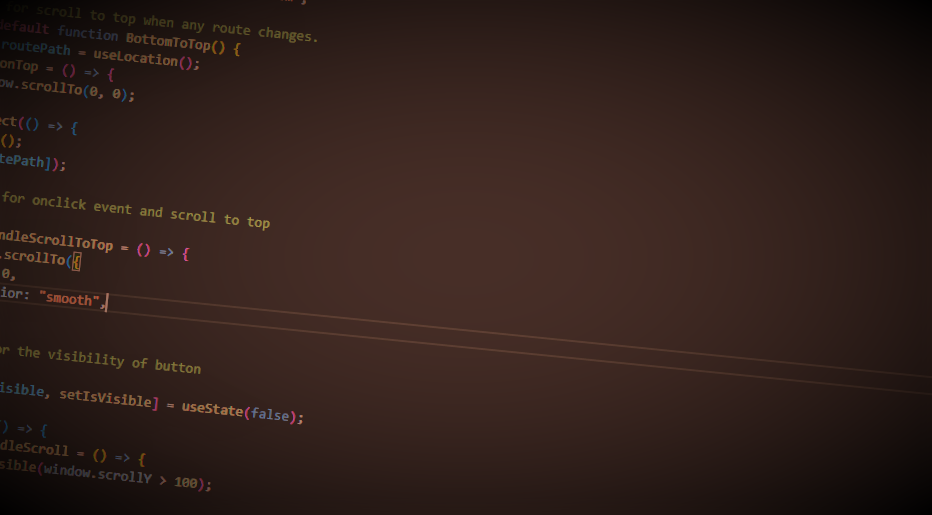 for scroll to top when any route changes.
default function BottomToTop() {
routePath = useLocation();
onTop = () => {
ow.scrollTo(0, 0);
ect(() => {
();
tePath]);
for onclick event and scroll to top
ndleScrollToTop = () => {
.scrollTo({
0,
ior: "smooth",
or the visibility of button
isible, setIsVisible] = useState(false);
) => {
dleScroll = () => {
sible(window.scrollY > 100);